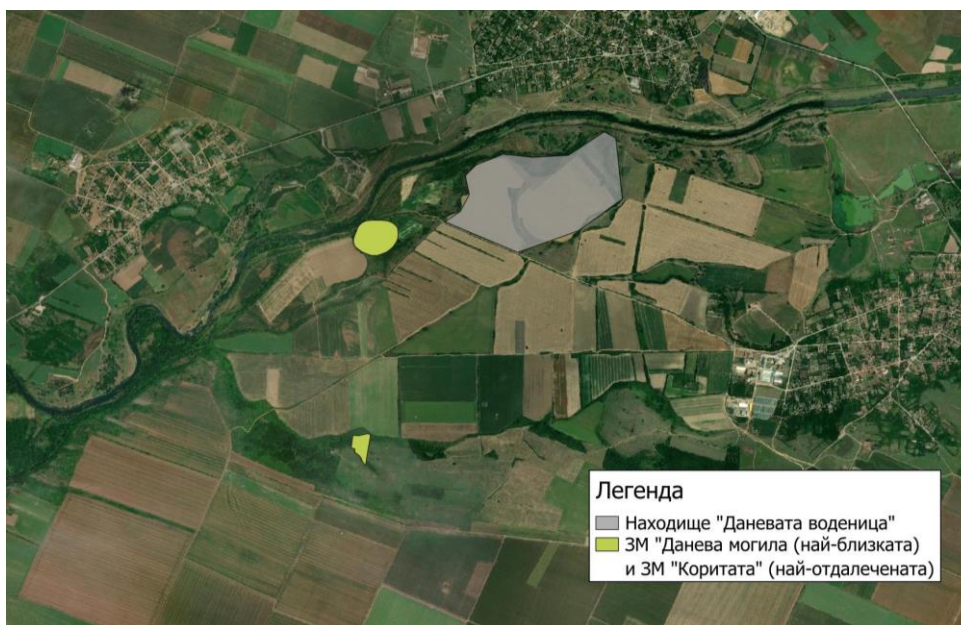 Легенда
Находище "Даневата воденица"
ЗМ "Данева могила (най-близката)
и ЗМ "Коритата" (най-отдалечената)